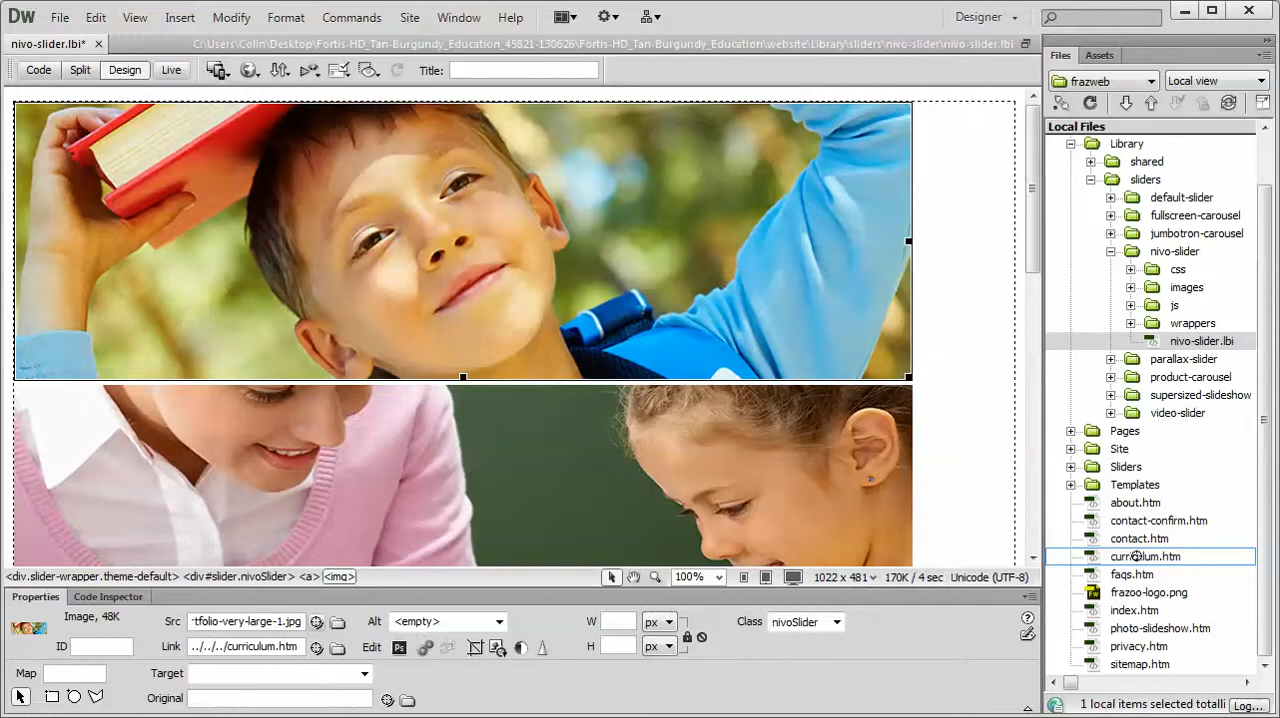 Dw File Edit View Insert Modify Format Commands Site Window Help Designer
nivo-slider.lbi* × C:\Users\Colin\Desktop\Fortis-HD_Tan-Burgundy_Education_45821-130626\Fortis-HD_Tan-Burgundy_Education\website\Library\sliders\nivo-slider\nivo-slider.lbi
Code Split Design Live Title:
Files Assets
frazweb Local view
Local Files
Library
shared
sliders
default-slider
fullscreen-carousel
jumbotron-carousel
nivo-slider
css
images
js
wrappers
nivo-slider.lbi
parallax-slider
product-carousel
supersized-slideshow
video-slider
Pages
Site
Sliders
Templates
about.htm
contact-confirm.htm
contact.htm
curriculum.htm
faqs.htm
frazoo-logo.png
index.htm
photo-slideshow.htm
privacy.htm
sitemap.htm
1 local items selected totalli Log...
<div.slider-wrapper.theme-default> <div#slider.nivoSlider> <a> <img> 100% 1022 x 481 170K / 4 sec Unicode (UTF-8)
Properties Code Inspector
Image, 48K Src tfolio-very-large-1.jpg Alt <empty> W px Class nivoSlider
ID Link ../../../curriculum.htm Edit Ps H px
Map Target
Original